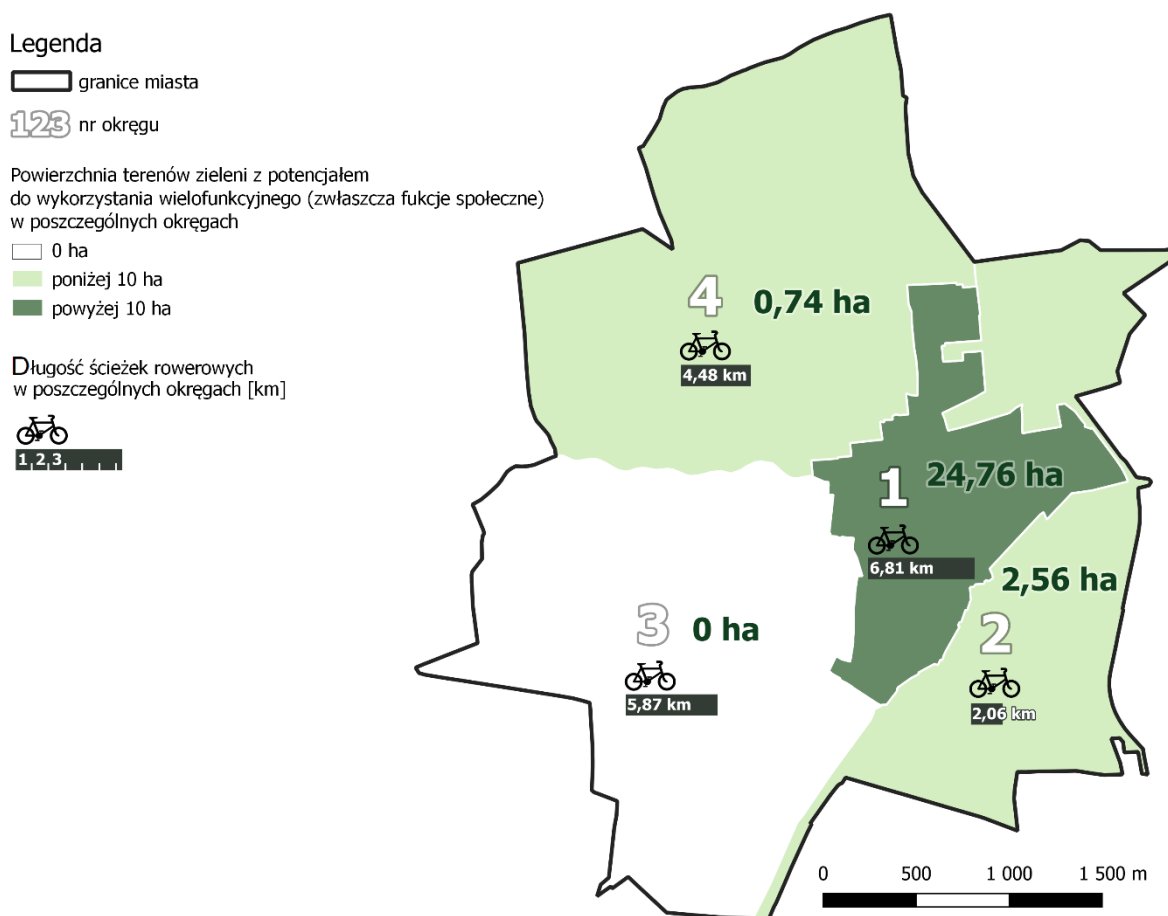 Legenda
granice miasta
123 nr okręgu
Powierzchnia terenów zieleni z potencjałem
do wykorzystania wielofunkcyjnego (zwłaszcza fukcje społeczne)
w poszczególnych okręgach
0 ha
poniżej 10 ha
powyżej 10 ha
Długość ścieżek rowerowych
w poszczególnych okręgach [km]
1 2 3
4 0,74 ha
4,48 km
1 24,76 ha
6,81 km
2,56 ha
2
2,06 km
3 0 ha
5,87 km
0 500 1 000 1 500 m